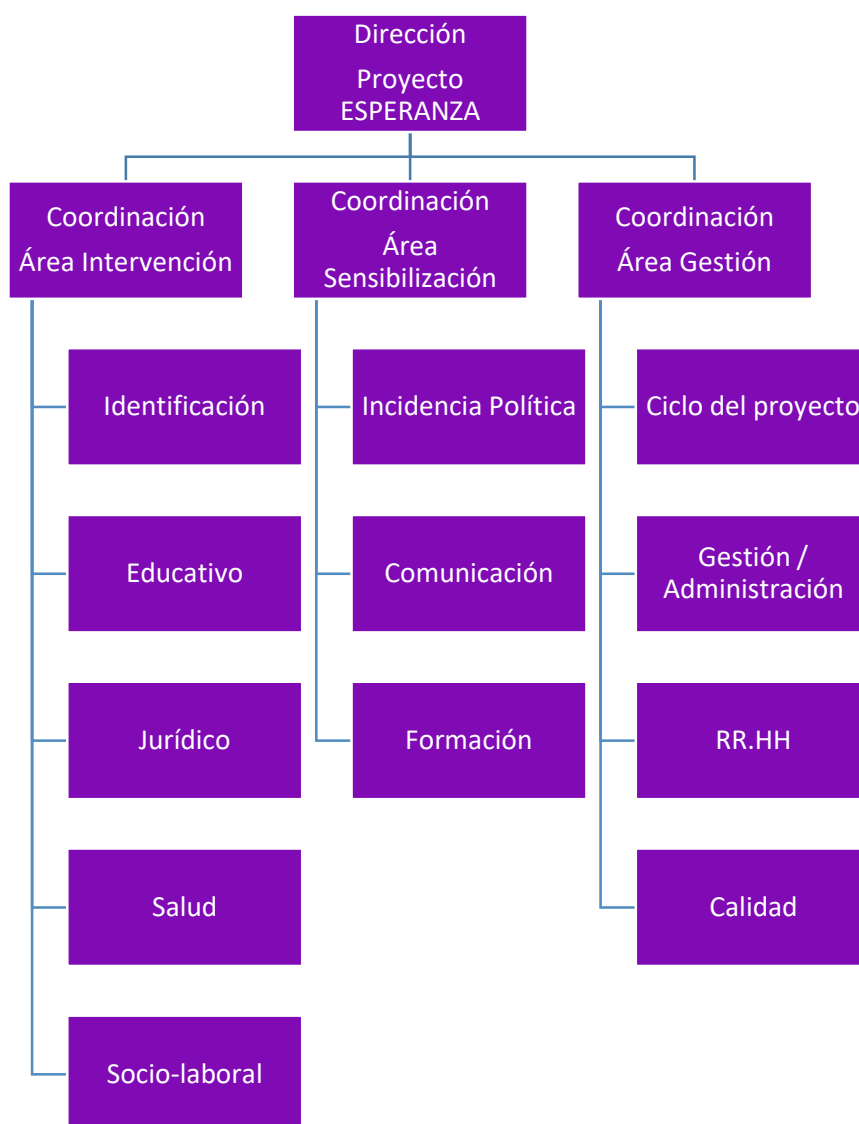 Dirección
Proyecto
ESPERANZA
Coordinación
Área Intervención
Coordinación
Área
Sensibilización
Coordinación
Área Gestión
Identificación
Incidencia Política
Ciclo del proyecto
Educativo
Comunicación
Gestión /
Administración
Jurídico
Formación
RR.HH
Salud
Calidad
Socio-laboral